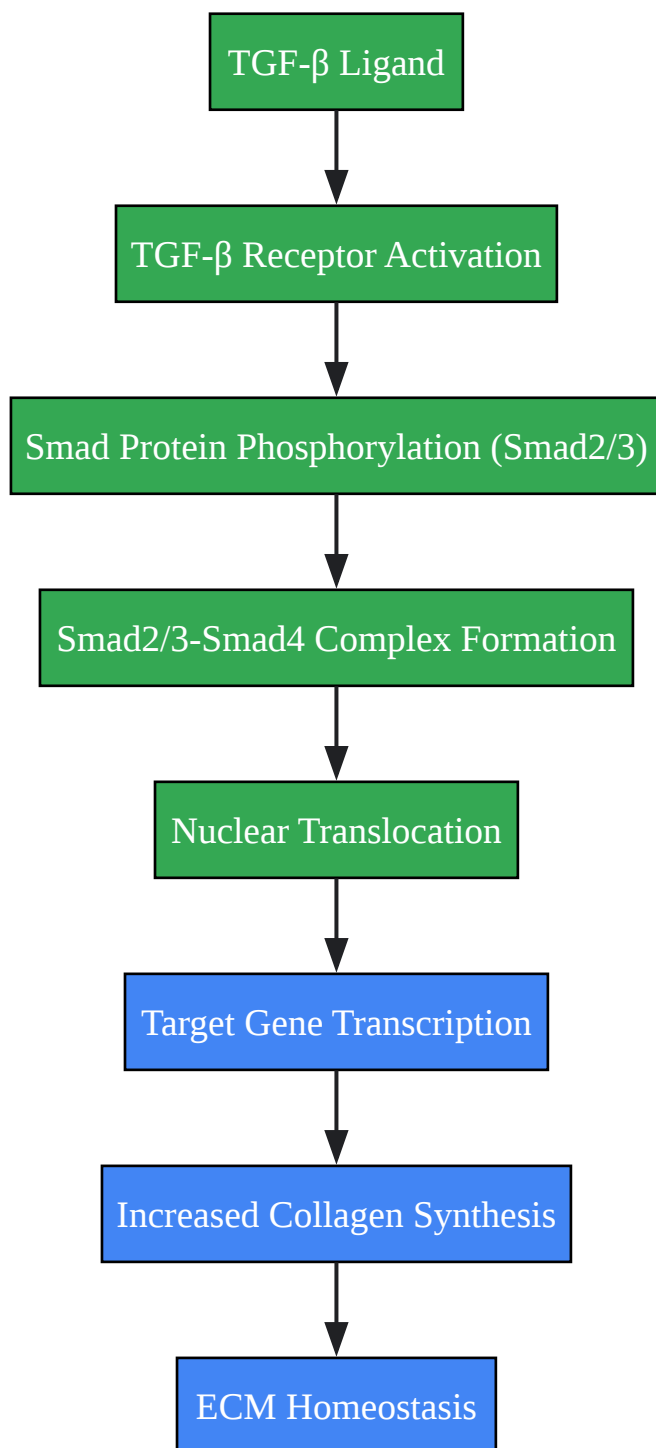 TGF-β Ligand
TGF-β Receptor Activation
Smad Protein Phosphorylation (Smad2/3)
Smad2/3-Smad4 Complex Formation
Nuclear Translocation
Target Gene Transcription
Increased Collagen Synthesis
ECM Homeostasis